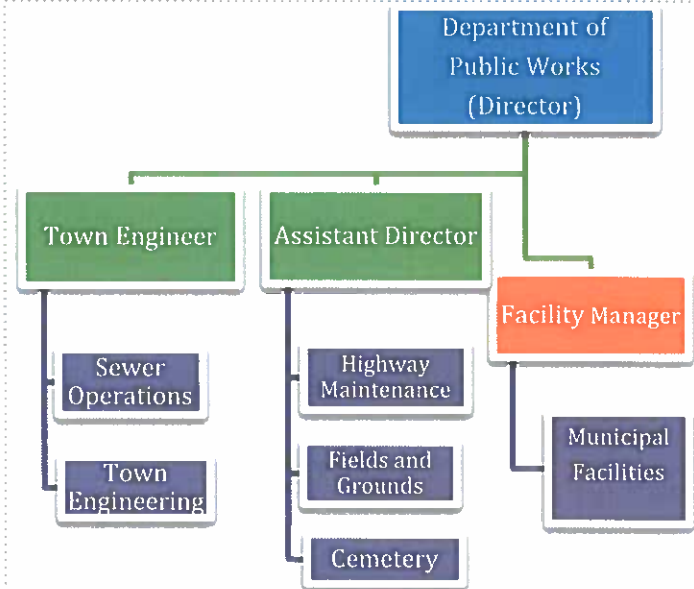 Department of
Public Works
(Director)
Town Engineer
Assistant Director
Facility Manager
Sewer
Operations
Town
Engineering
Highway
Maintenance
Fields and
Grounds
Cemetery
Municipal
Facilities